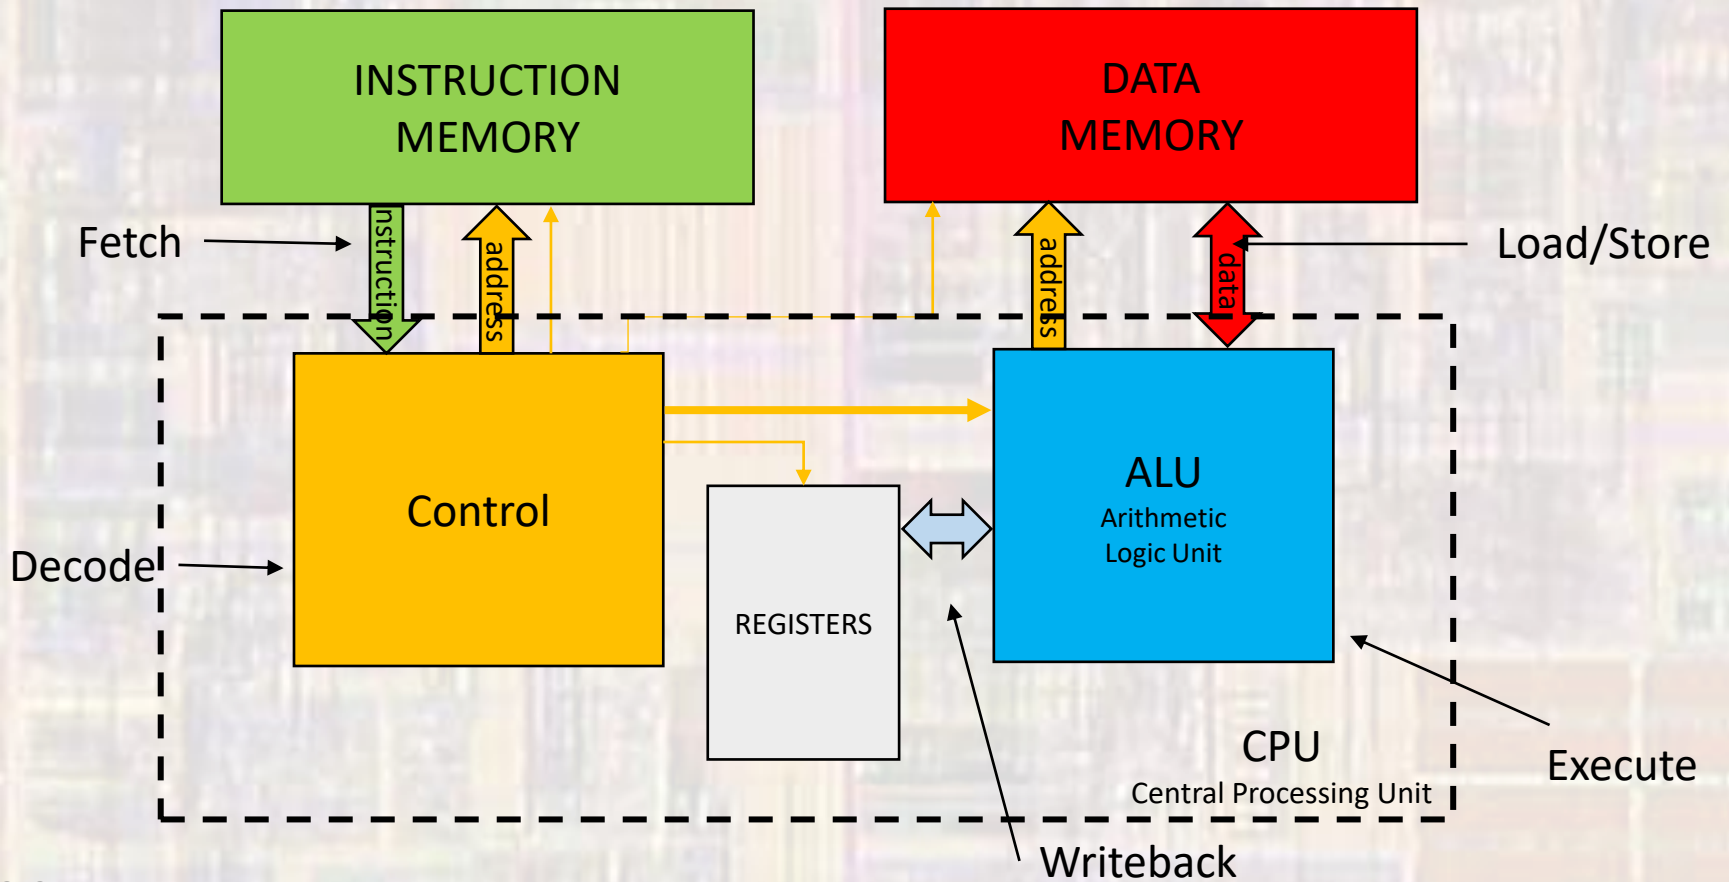 INSTRUCTION
MEMORY
DATA
MEMORY
Fetch
nstruction
address
address
data
Load/Store
Control
ALU
Arithmetic
Logic Unit
Decode
REGISTERS
CPU
Central Processing Unit
Execute
Writeback